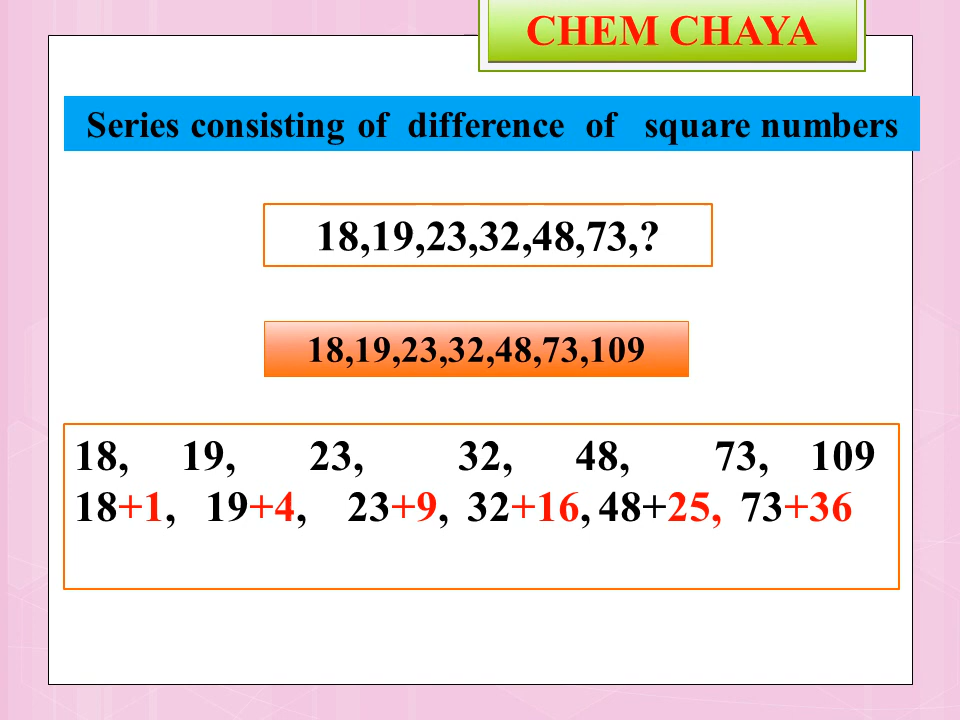 CHEM CHAYA
Series consisting of difference of square numbers
18,19,23,32,48,73,?
18,19,23,32,48,73,109
18, 19, 23, 32, 48, 73, 109
18+1, 19+4, 23+9, 32+16, 48+25, 73+36